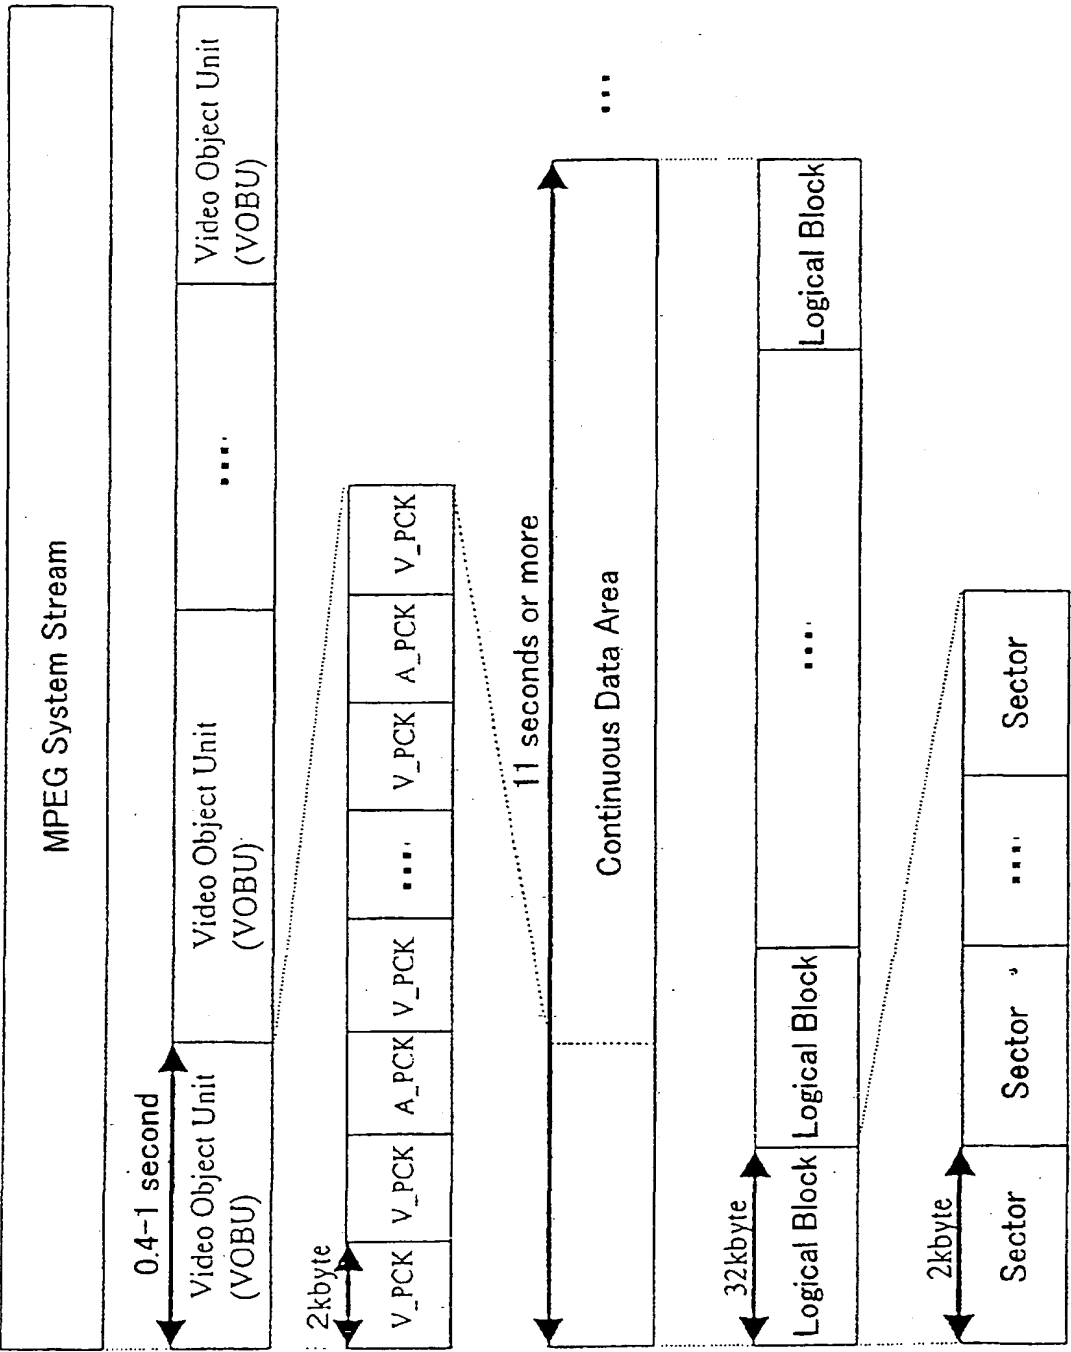 MPEG System Stream
0.4-1 second
Video Object Unit
(VOBU)
Video Object Unit
(VOBU)
....
Video Object Unit
(VOBU)
2kbyte
V_PCK
V_PCK
A_PCK
V_PCK
....
V_PCK
A_PCK
V_PCK
11 seconds or more
Continuous Data Area
...
32kbyte
Logical Block
Logical Block
....
Logical Block
2kbyte
Sector
Sector
....
Sector